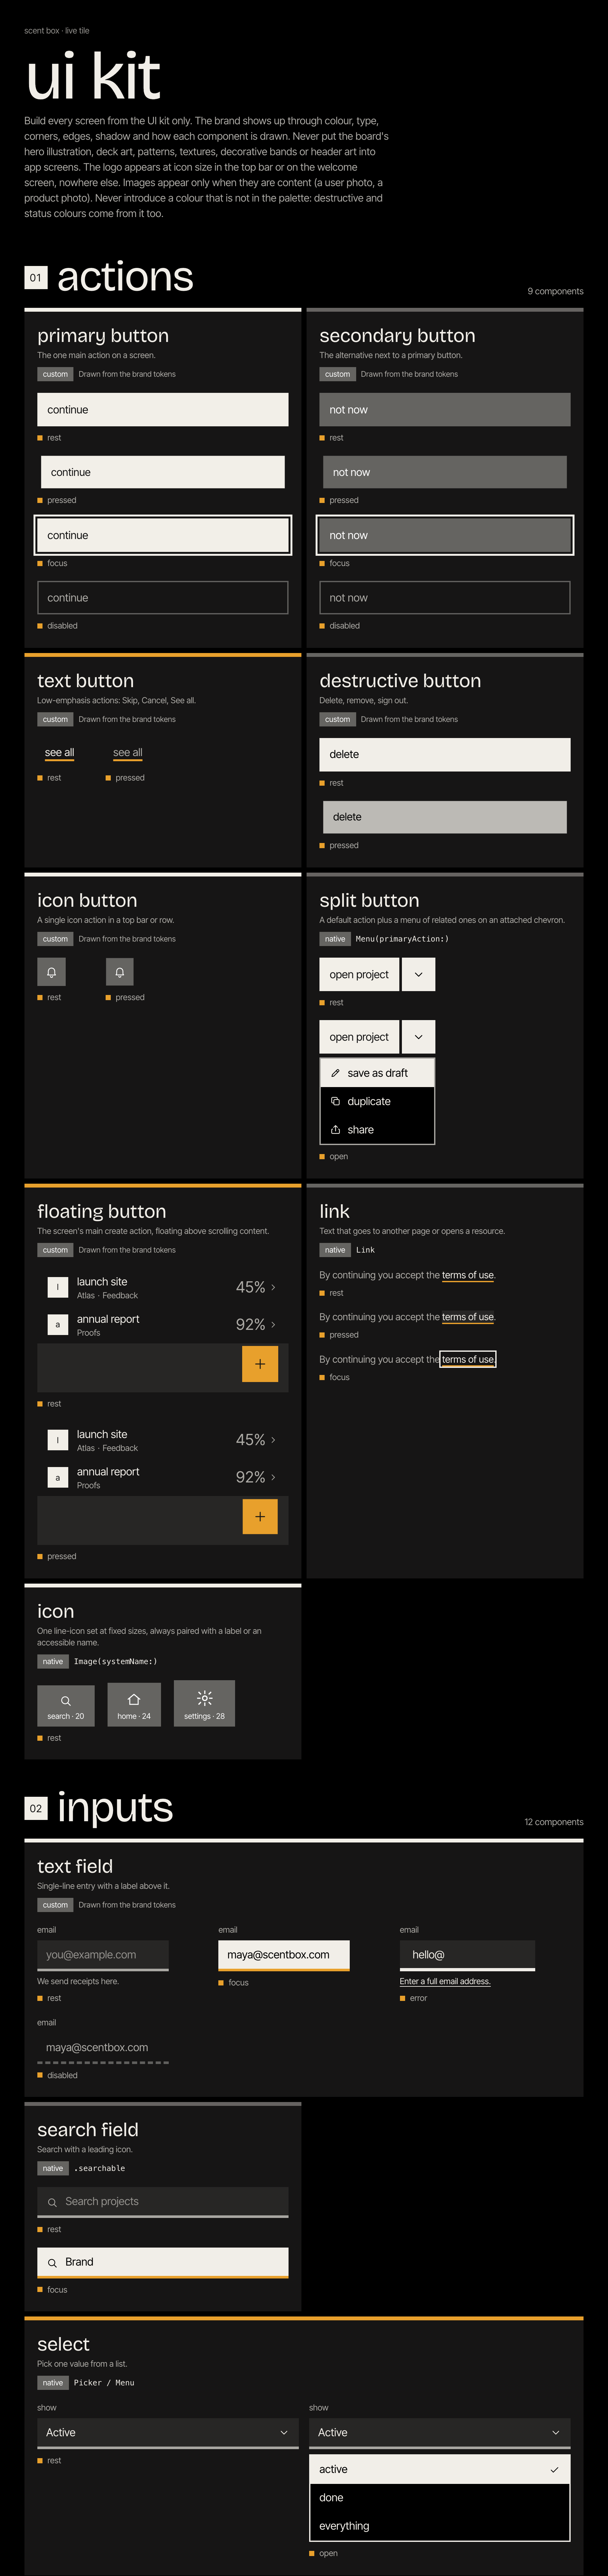 scent box · live tile
ui kit
Build every screen from the UI kit only. The brand shows up through colour, type,
corners, edges, shadow and how each component is drawn. Never put the board's
hero illustration, deck art, patterns, textures, decorative bands or header art into
app screens. The logo appears at icon size in the top bar or on the welcome
screen, nowhere else. Images appear only when they are content (a user photo, a
product photo). Never introduce a colour that is not in the palette: destructive and
status colours come from it too.
01 actions
9 components
primary button
The one main action on a screen.
custom Drawn from the brand tokens
continue
rest
continue
pressed
continue
focus
continue
disabled
secondary button
The alternative next to a primary button.
custom Drawn from the brand tokens
not now
rest
not now
pressed
not now
focus
not now
disabled
text button
Low-emphasis actions: Skip, Cancel, See all.
custom Drawn from the brand tokens
see all see all
rest pressed
destructive button
Delete, remove, sign out.
custom Drawn from the brand tokens
delete
rest
delete
pressed
icon button
A single icon action in a top bar or row.
custom Drawn from the brand tokens
rest pressed
split button
A default action plus a menu of related ones on an attached chevron.
native Menu(primaryAction:)
open project
rest
open project
save as draft
duplicate
share
open
floating button
The screen's main create action, floating above scrolling content.
custom Drawn from the brand tokens
l launch site 45%
Atlas · Feedback
a annual report 92%
Proofs
rest
l launch site 45%
Atlas · Feedback
a annual report 92%
Proofs
pressed
link
Text that goes to another page or opens a resource.
native Link
By continuing you accept the terms of use.
rest
By continuing you accept the terms of use.
pressed
By continuing you accept the terms of use.
focus
icon
One line-icon set at fixed sizes, always paired with a label or an
accessible name.
native Image(systemName:)
search · 20 home · 24 settings · 28
rest
02 inputs
12 components
text field
Single-line entry with a label above it.
custom Drawn from the brand tokens
email
you@example.com
We send receipts here.
rest
email
maya@scentbox.com
focus
email
hello@
Enter a full email address.
error
email
maya@scentbox.com
disabled
search field
Search with a leading icon.
native .searchable
Search projects
rest
Brand
focus
select
Pick one value from a list.
native Picker / Menu
show
Active
rest
show
Active
active
done
everything
open